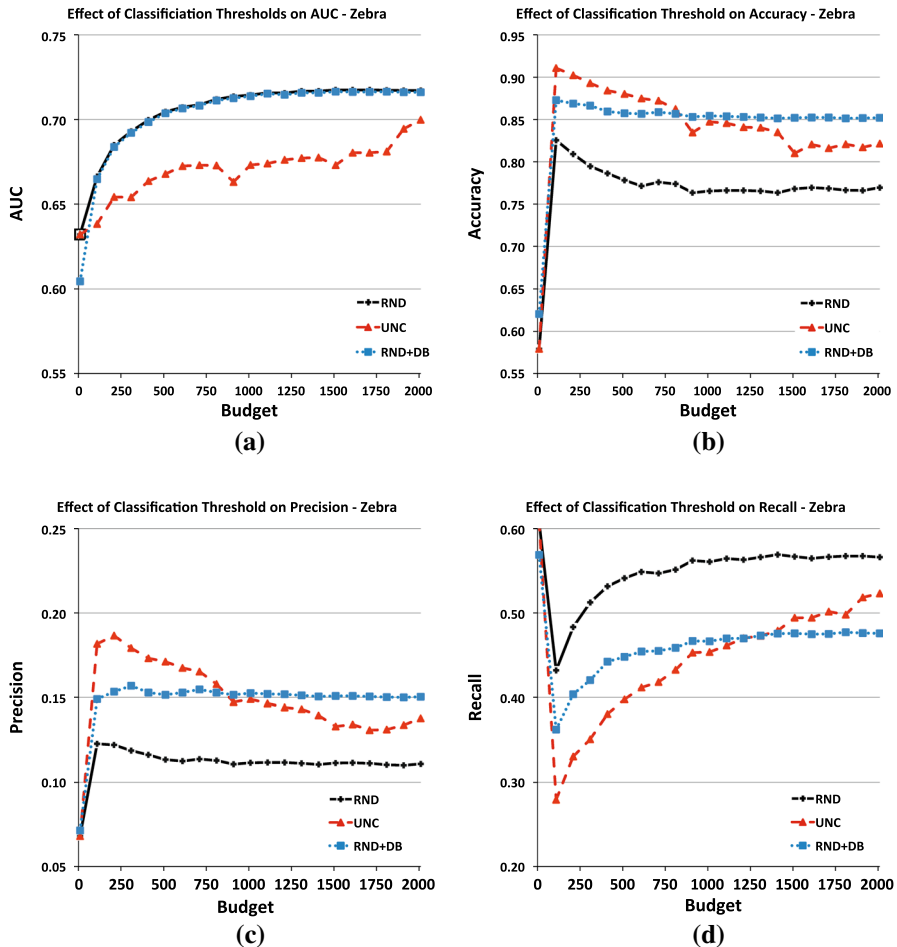 Effect of Classificiation Thresholds on AUC - Zebra
0.75
0.70
0.65
0.60
0.55
AUC
RND
UNC
RND+DB
0 250 500 750 1000 1250 1500 1750 2000
Budget
(a)
Effect of Classification Threshold on Accuracy - Zebra
0.95
0.90
0.85
0.80
0.75
0.70
0.65
0.60
0.55
Accuracy
RND
UNC
RND+DB
0 250 500 750 1000 1250 1500 1750 2000
Budget
(b)
Effect of Classification Threshold on Precision - Zebra
0.25
0.20
0.15
0.10
0.05
Precision
RND
UNC
RND+DB
0 250 500 750 1000 1250 1500 1750 2000
Budget
(c)
Effect of Classification Threshold on Recall - Zebra
0.60
0.50
0.40
0.30
0.20
Recall
RND
UNC
RND+DB
0 250 500 750 1000 1250 1500 1750 2000
Budget
(d)